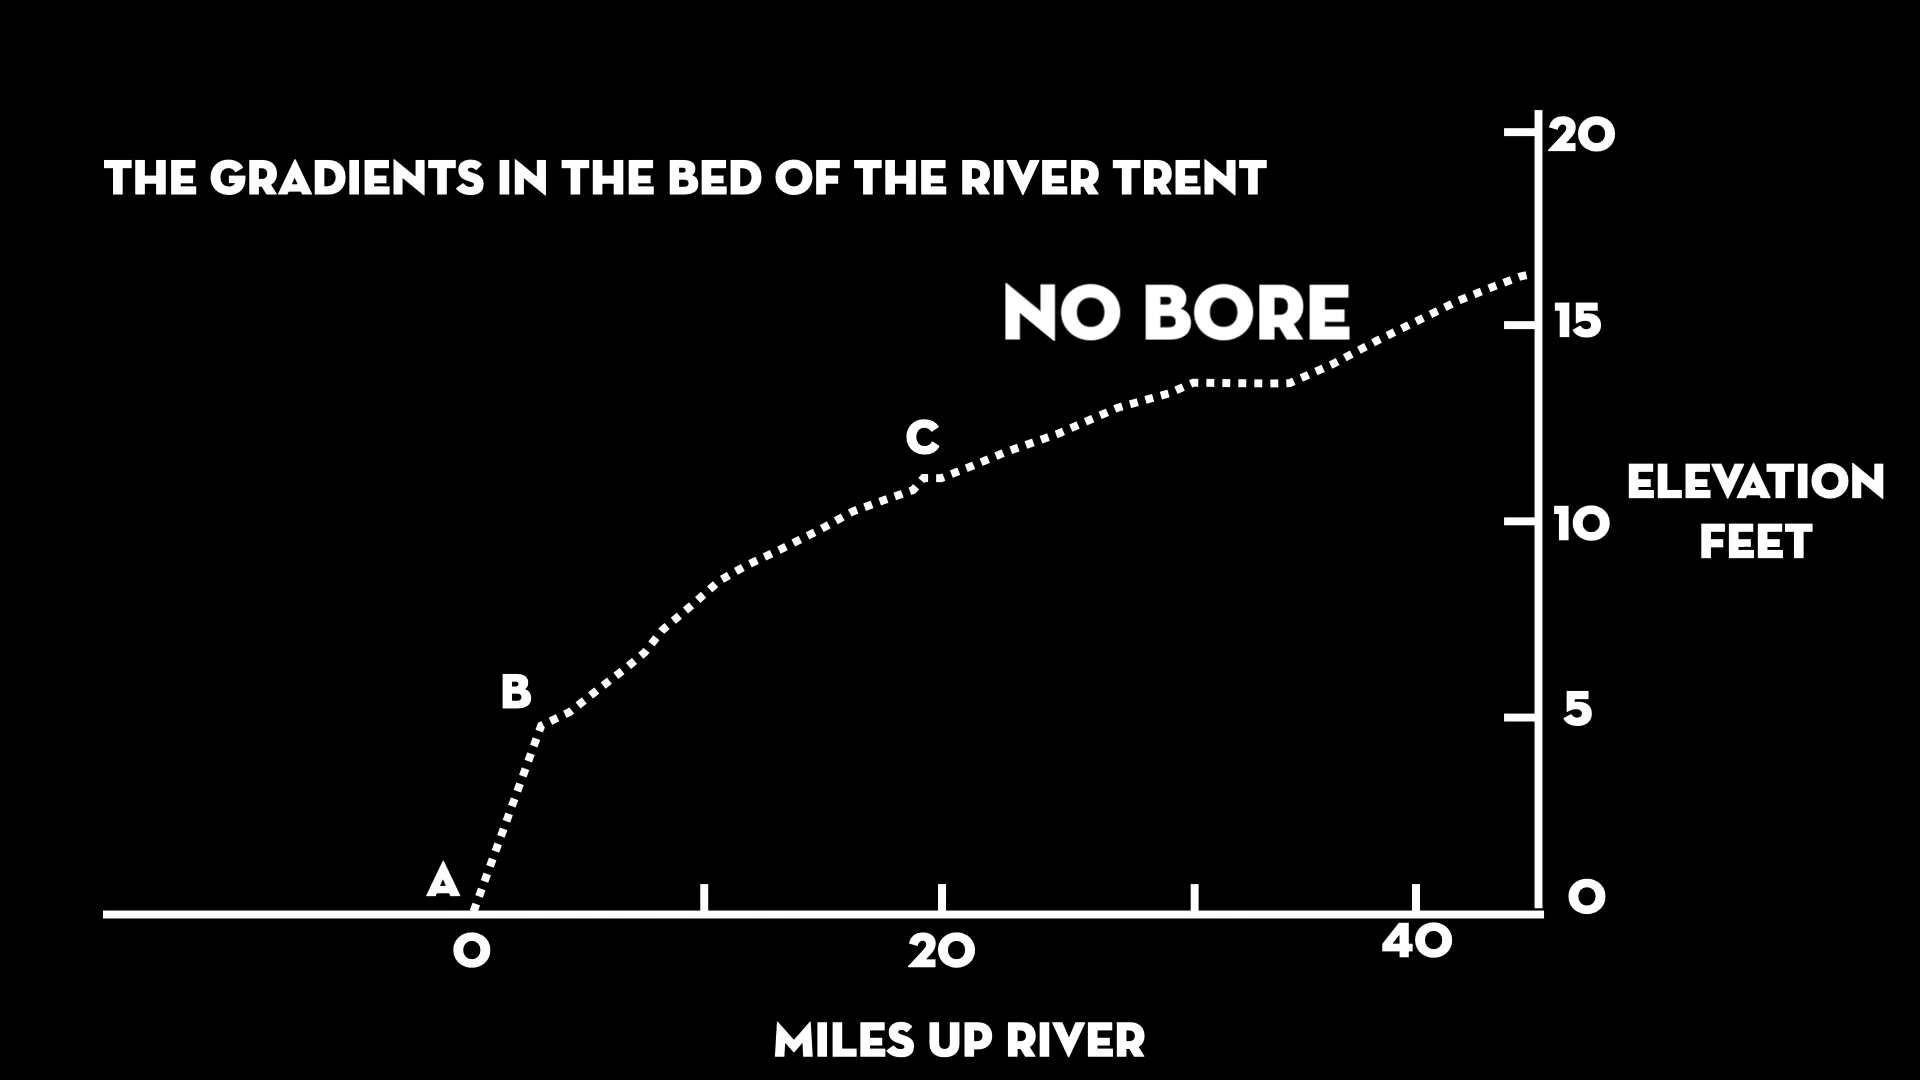 THE GRADIENTS IN THE BED OF THE RIVER TRENT
20
NO BORE
15
C
ELEVATION
FEET
10
B
5
A
0
0
20
40
MILES UP RIVER